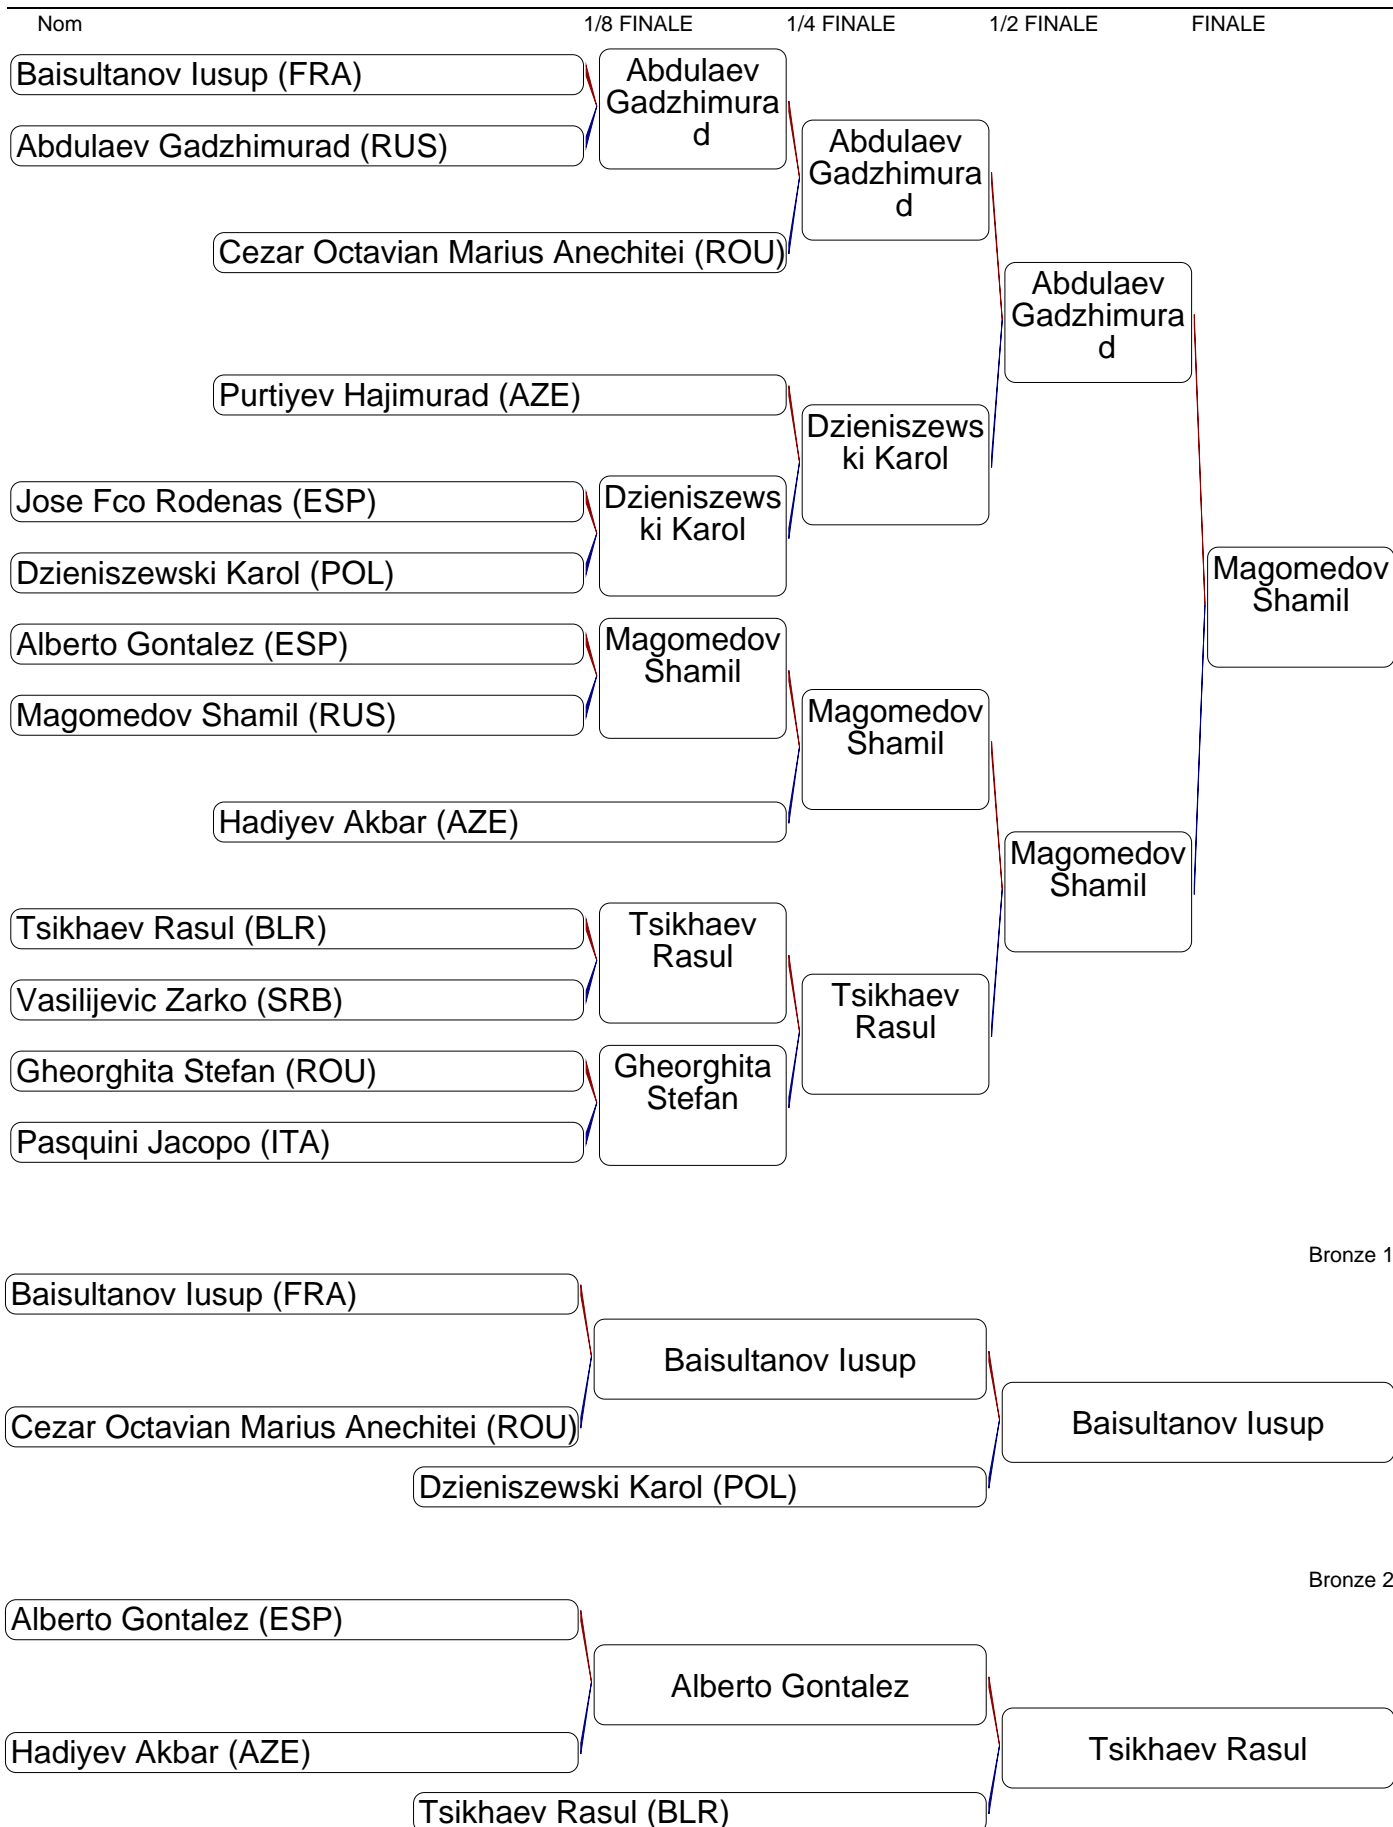 Nom 1/8 FINALE 1/4 FINALE 1/2 FINALE FINALE
Baisultanov Iusup (FRA)
Abdulaev Gadzhimurad (RUS)
Abdulaev
Gadzhimura
d
Cezar Octavian Marius Anechitei (ROU)
Abdulaev
Gadzhimura
d
Abdulaev
Gadzhimura
d
Purtiyev Hajimurad (AZE)
Dzieniszews
ki Karol
Jose Fco Rodenas (ESP)
Dzieniszewski Karol (POL)
Dzieniszews
ki Karol
Magomedov
Shamil
Alberto Gontalez (ESP)
Magomedov Shamil (RUS)
Magomedov
Shamil
Magomedov
Shamil
Hadiyev Akbar (AZE)
Magomedov
Shamil
Tsikhaev Rasul (BLR)
Vasilijevic Zarko (SRB)
Tsikhaev
Rasul
Tsikhaev
Rasul
Gheorghita Stefan (ROU)
Pasquini Jacopo (ITA)
Gheorghita
Stefan
Bronze 1
Baisultanov Iusup (FRA)
Baisultanov Iusup
Baisultanov Iusup
Cezar Octavian Marius Anechitei (ROU)
Dzieniszewski Karol (POL)
Bronze 2
Alberto Gontalez (ESP)
Alberto Gontalez
Hadiyev Akbar (AZE)
Tsikhaev Rasul
Tsikhaev Rasul (BLR)